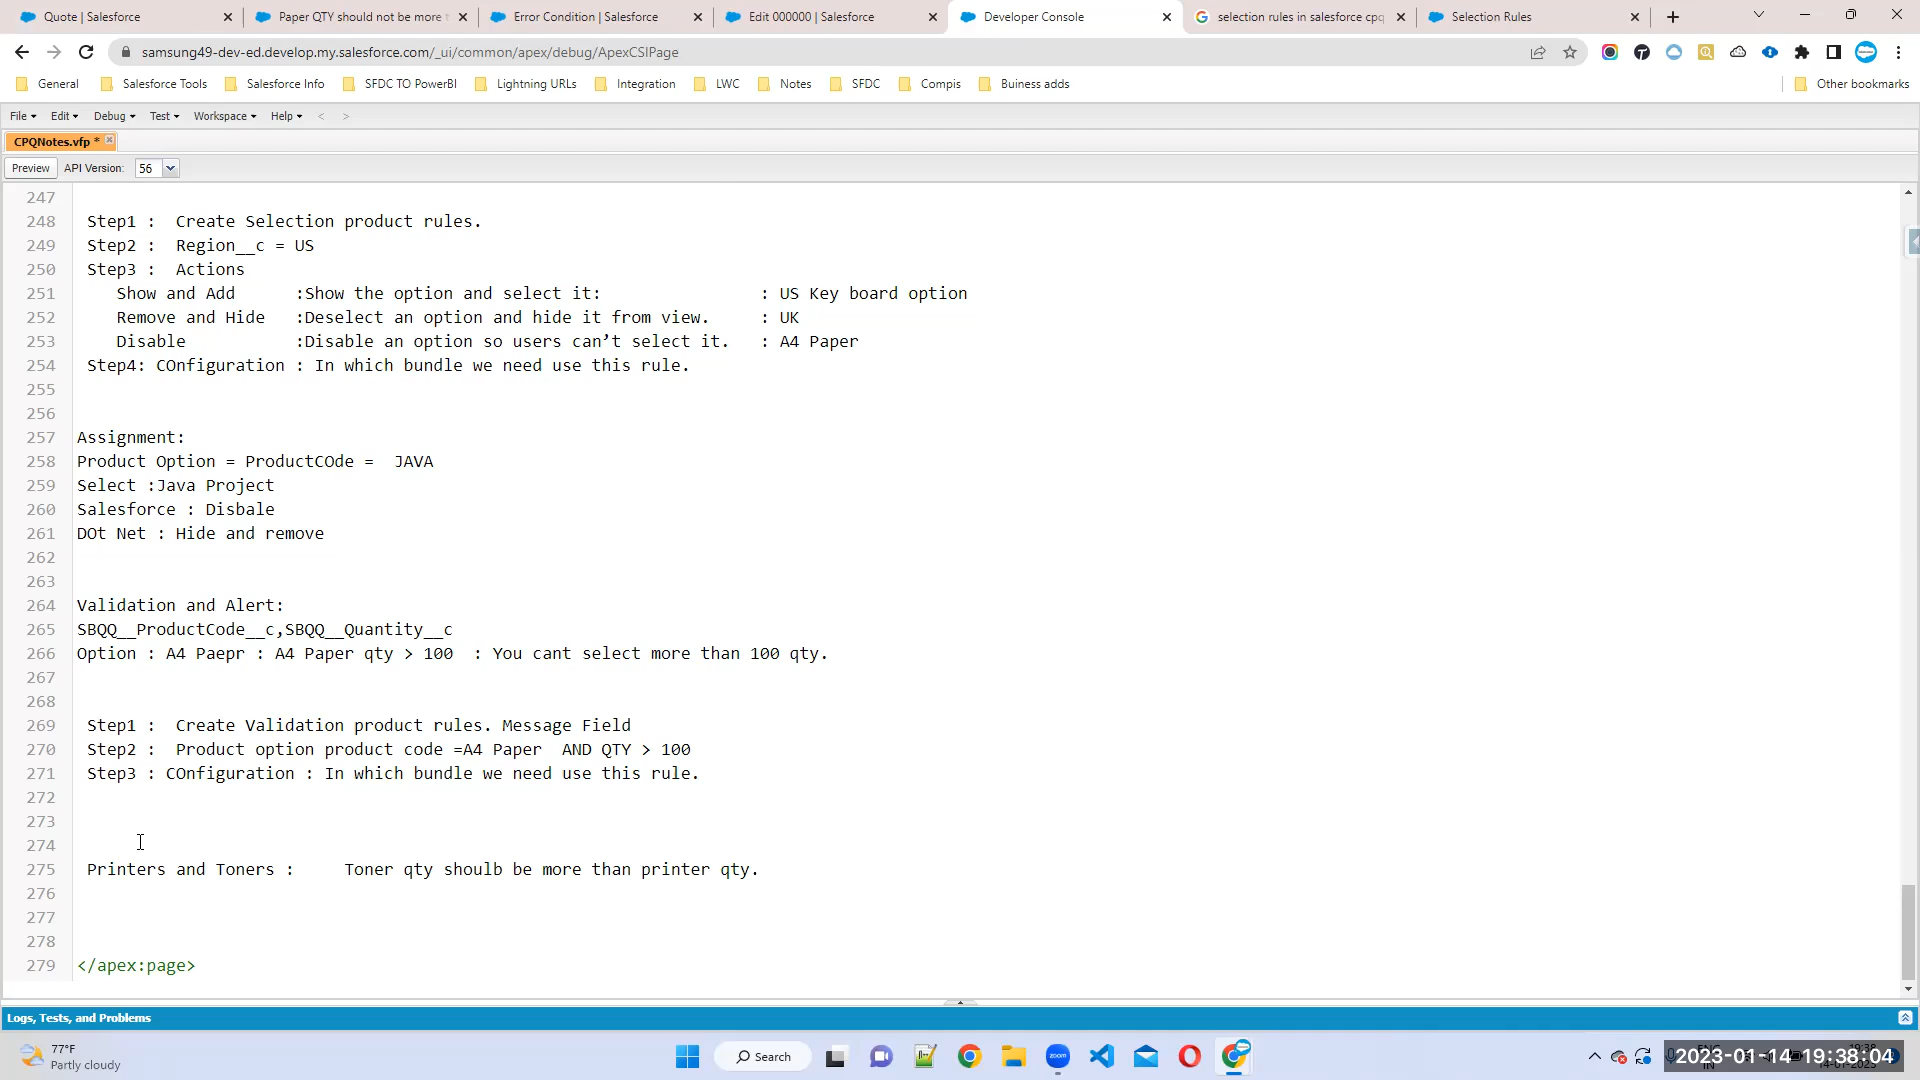 Quote | Salesforce
Paper QTY should not be more t
Error Condition | Salesforce
Edit 000000 | Salesforce
Developer Console
selection rules in salesforce cpq
Selection Rules
samsung49-dev-ed.develop.my.salesforce.com/_ui/common/apex/debug/ApexCSIPage
General
Salesforce Tools
Salesforce Info
SFDC TO PowerBI
Lightning URLs
Integration
LWC
Notes
SFDC
Compis
Buiness adds
Other bookmarks
File Edit Debug Test Workspace Help < >
CPQNotes.vfp *
Preview API Version: 56
247
248 Step1 : Create Selection product rules.
249 Step2 : Region__c = US
250 Step3 : Actions
251 Show and Add :Show the option and select it: : US Key board option
252 Remove and Hide :Deselect an option and hide it from view. : UK
253 Disable :Disable an option so users can’t select it. : A4 Paper
254 Step4: COnfiguration : In which bundle we need use this rule.
255
256
257 Assignment:
258 Product Option = ProductCOde = JAVA
259 Select :Java Project
260 Salesforce : Disbale
261 DOt Net : Hide and remove
262
263
264 Validation and Alert:
265 SBQQ__ProductCode__c,SBQQ__Quantity__c
266 Option : A4 Paepr : A4 Paper qty > 100 : You cant select more than 100 qty.
267
268
269 Step1 : Create Validation product rules. Message Field
270 Step2 : Product option product code =A4 Paper AND QTY > 100
271 Step3 : COnfiguration : In which bundle we need use this rule.
272
273
274
275 Printers and Toners : Toner qty shoulb be more than printer qty.
276
277
278
279 </apex:page>
Logs, Tests, and Problems
77°F
Partly cloudy
Search
zoom
2023-01-14-19:38:04